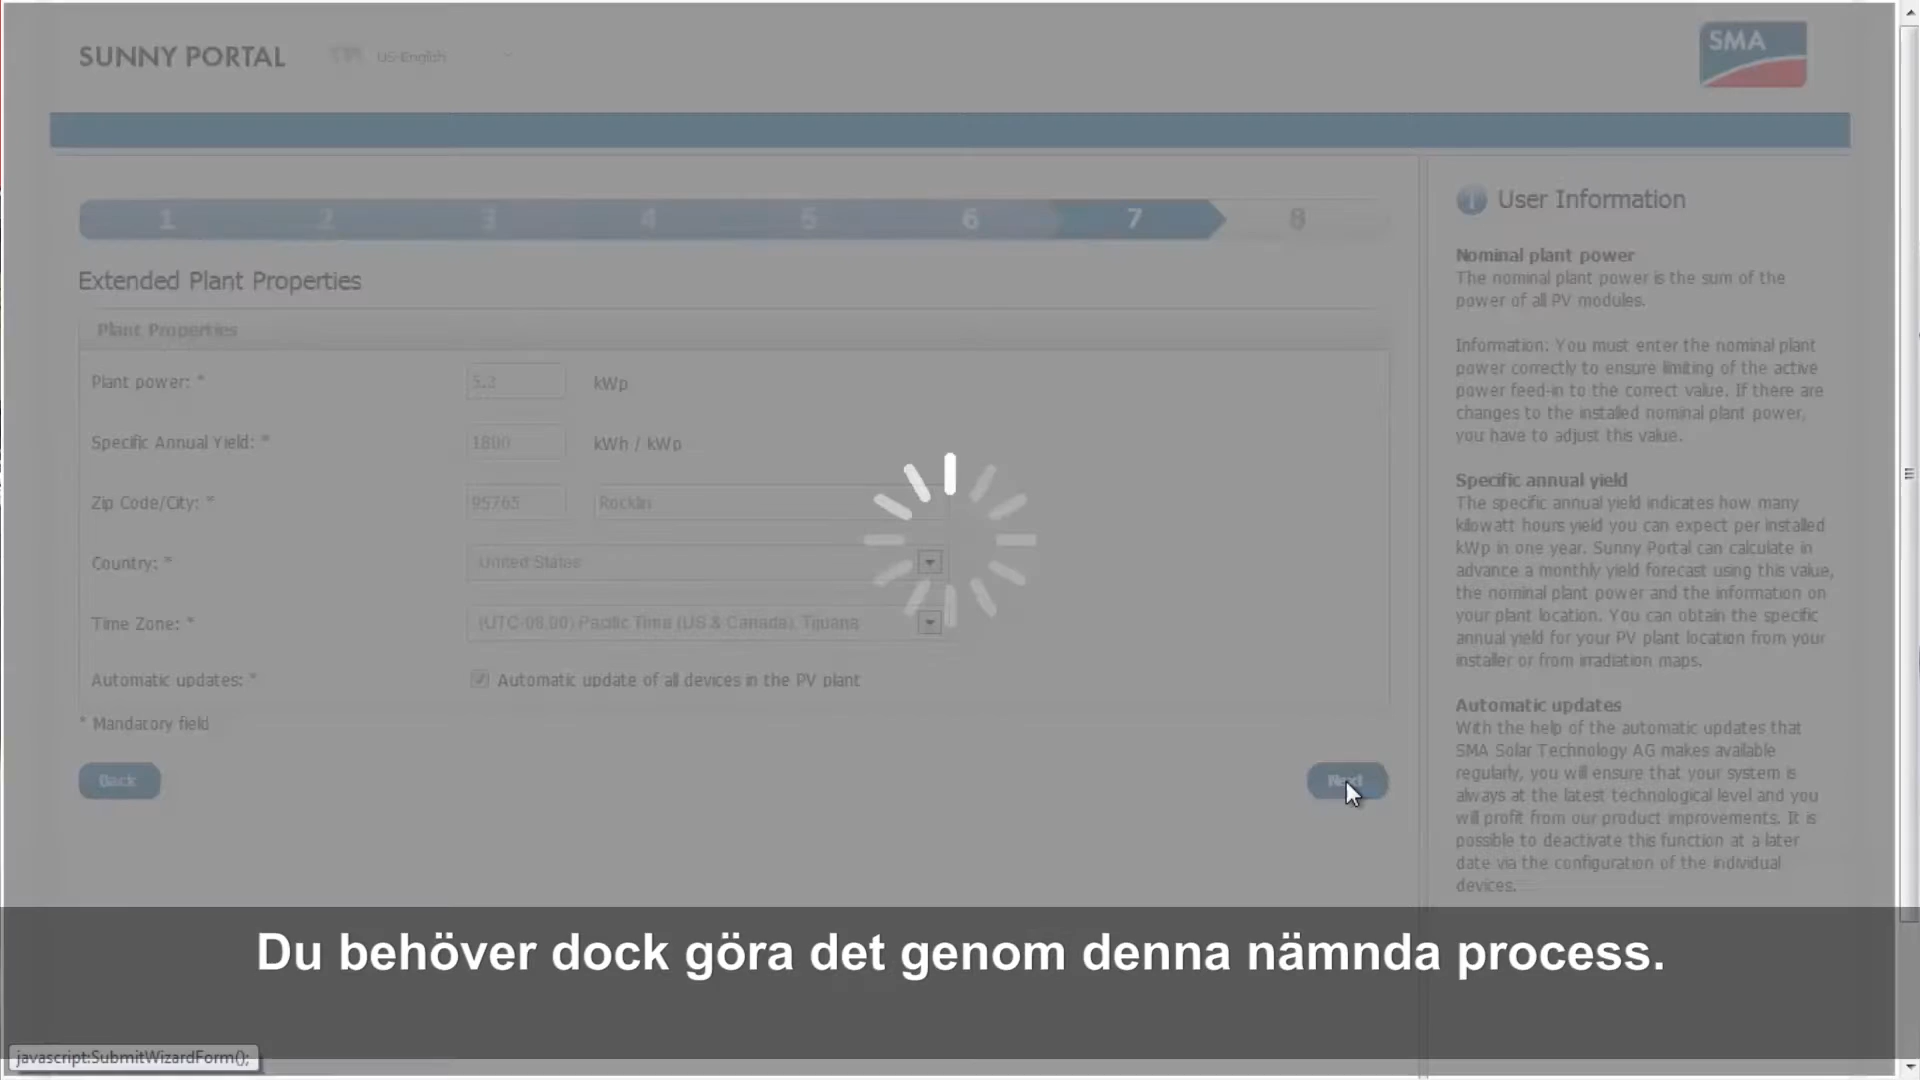 SUNNY PORTAL
US-English
SMA
1 2 3 4 5 6 7 8
Extended Plant Properties
Plant Properties
Plant power: * 5.2 kWp
Specific Annual Yield: * 1800 kWh / kWp
Zip Code/City: * 95765 Rocklin
Country: * United States
Time Zone: * (UTC-08:00) Pacific Time (US & Canada), Tijuana
Automatic updates: * Automatic update of all devices in the PV plant
* Mandatory field
Back
Next
User Information
Nominal plant power
The nominal plant power is the sum of the
power of all PV modules.
Information: You must enter the nominal plant
power correctly to ensure limiting of the active
power feed-in to the correct value. If there are
changes to the installed nominal plant power,
you have to adjust this value.
Specific annual yield
The specific annual yield indicates how many
kilowatt hours yield you can expect per installed
kWp in one year. Sunny Portal can calculate in
advance a monthly yield forecast using this value,
the nominal plant power and the information on
your plant location. You can obtain the specific
annual yield for your PV plant location from your
installer or from irradiation maps.
Automatic updates
With the help of the automatic updates that
SMA Solar Technology AG makes available
regularly, you will ensure that your system is
always at the latest technological level and you
will profit from our product improvements. It is
possible to deactivate this function at a later
date via the configuration of the individual
devices.
Du behöver dock göra det genom denna nämnda process.
javascript:SubmitWizardForm();